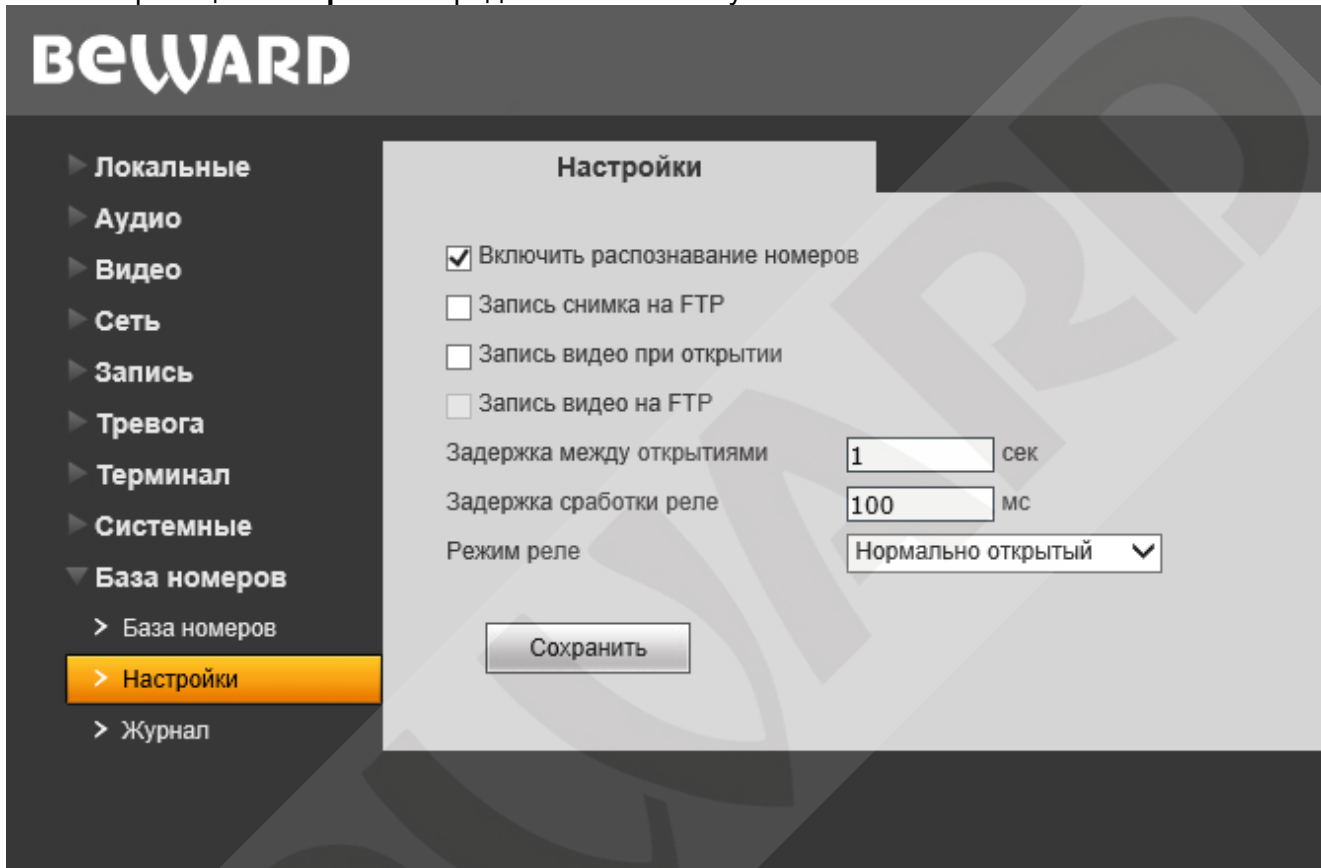 BEWARD
Локальные
Аудио
Видео
Сеть
Запись
Тревога
Терминал
Системные
База номеров
> База номеров
> Настройки
> Журнал
Настройки
Включить распознавание номеров
Запись снимка на FTP
Запись видео при открытии
Запись видео на FTP
Задержка между открытиями 1 сек
Задержка сработки реле 100 мс
Режим реле Нормально открытый
Сохранить